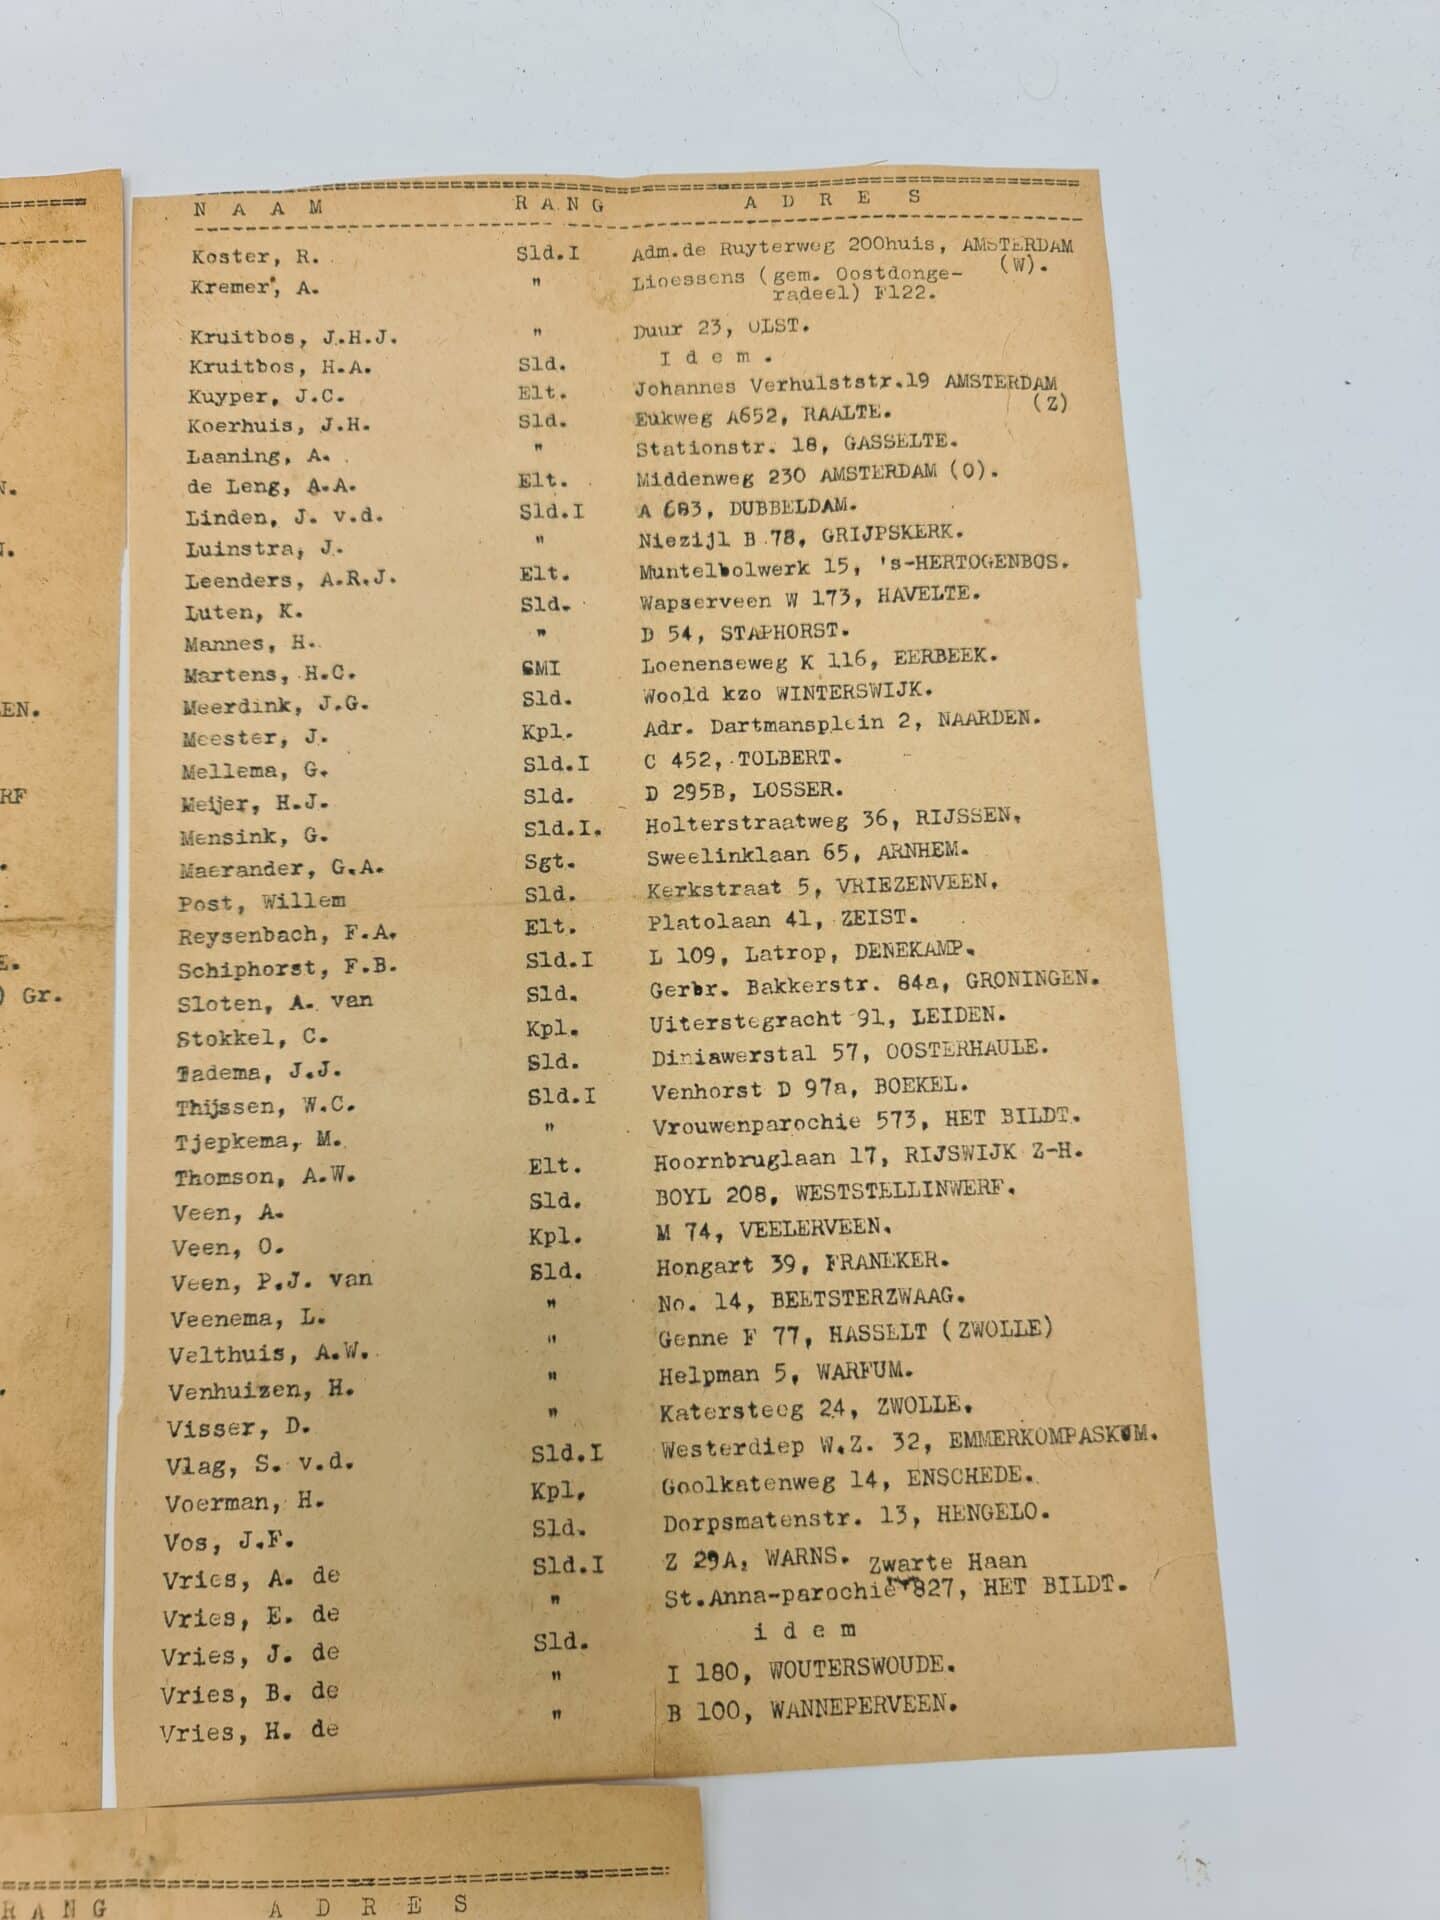 N A A M R A N G A D R E S
Koster, R. Sld.I Adm.de Ruyterweg 200huis, AMSTERDAM
(W).
Kremer, A. " Lioessens (gem. Oostdonge-
radeel) F122.
Kruitbos, J.H.J. " Duur 23, OLST.
Kruitbos, H.A. Sld. I d e m .
Kuyper, J.C. Elt. Johannes Verhulststr.19 AMSTERDAM
(Z)
Koerhuis, J.H. Sld. Eukweg A652, RAALTE.
Laaning, A. " Stationstr. 18, GASSELTE.
de Leng, A.A. Elt. Middenweg 230 AMSTERDAM (O).
Linden, J. v.d. Sld.I A 683, DUBBELDAM.
Luinstra, J. " Niezijl B 78, GRIJPSKERK.
Leenders, A.R.J. Elt. Muntelbolwerk 15, 's-HERTOGENBOS.
Luten, K. Sld. Wapserveen W 173, HAVELTE.
Mannes, H. " D 54, STAPHORST.
Martens, H.C. SMI Loenenseweg K 116, EERBEEK.
Meerdink, J.G. Sld. Woold kzo WINTERSWIJK.
Meester, J. Kpl. Adr. Dartmansplein 2, NAARDEN.
Mellema, G. Sld.I C 452, TOLBERT.
Meijer, H.J. Sld. D 295B, LOSSER.
Mensink, G. Sld.I. Holterstraatweg 36, RIJSSEN.
Maerander, G.A. Sgt. Sweelinklaan 65, ARNHEM.
Post, Willem Sld. Kerkstraat 5, VRIEZENVEEN.
Reysenbach, F.A. Elt. Platolaan 41, ZEIST.
Schiphorst, F.B. Sld.I L 109, Latrop, DENEKAMP.
Sloten, A. van Sld. Gerbr. Bakkerstr. 84a, GRONINGEN.
Stokkel, C. Kpl. Uiterstegracht 91, LEIDEN.
Tadema, J.J. Sld. Diniawerstal 57, OOSTERHAULE.
Thijssen, W.C. Sld.I Venhorst D 97a, BOEKEL.
Tjepkema, M. " Vrouwenparochie 573, HET BILDT.
Thomson, A.W. Elt. Hoornbruglaan 17, RIJSWIJK Z-H.
Veen, A. Sld. BOYL 208, WESTSTELLINWERF.
Veen, O. Kpl. M 74, VEELERVEEN.
Veen, P.J. van Sld. Hongart 39, FRANEKER.
Veenema, L. " No. 14, BEETSTERZWAAG.
Velthuis, A.W. " Genne F 77, HASSELT (ZWOLLE)
Venhuizen, H. " Helpman 5, WARFUM.
Visser, D. " Katersteeg 24, ZWOLLE.
Vlag, S. v.d. Sld.I Westerdiep W.Z. 32, EMMERKOMPASKUM.
Voerman, H. Kpl. Goolkatenweg 14, ENSCHEDE.
Vos, J.F. Sld. Dorpsmatenstr. 13, HENGELO.
Vries, A. de Sld.I Z 29A, WARNS.
Zwarte Haan
Vries, E. de " St.Anna-parochie 827, HET BILDT.
Vries, J. de Sld. i d e m
Vries, B. de " I 180, WOUTERSWOUDE.
Vries, H. de " B 100, WANNEPERVEEN.
N.
N.
EN.
RF
E.
) Gr.
R A N G A D R E S